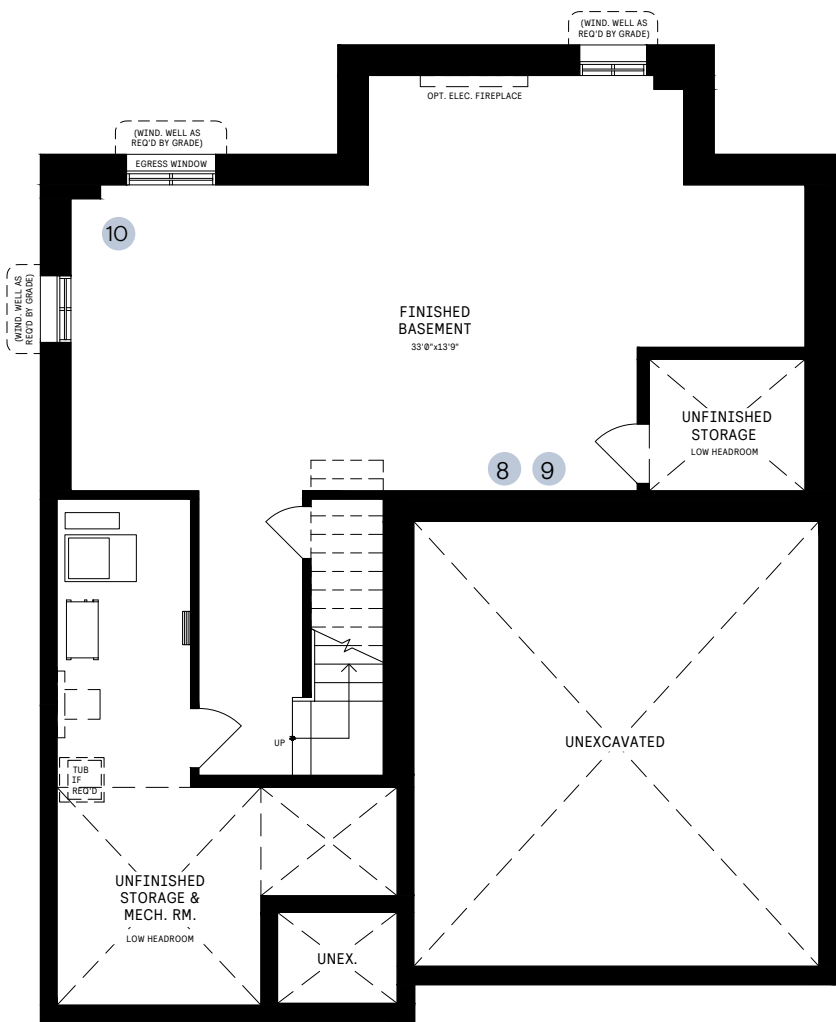 (WIND. WELL AS
REQ'D BY GRADE)
OPT. ELEC. FIREPLACE
(WIND. WELL AS
REQ'D BY GRADE)
EGRESS WINDOW
10
(WIND. WELL AS
REQ'D BY GRADE)
FINISHED
BASEMENT
33'0"x13'9"
UNFINISHED
STORAGE
LOW HEADROOM
8 9
UP
UNEXCAVATED
TUB
IF
REQ'D
UNFINISHED
STORAGE &
MECH. RM.
LOW HEADROOM
UNEX.